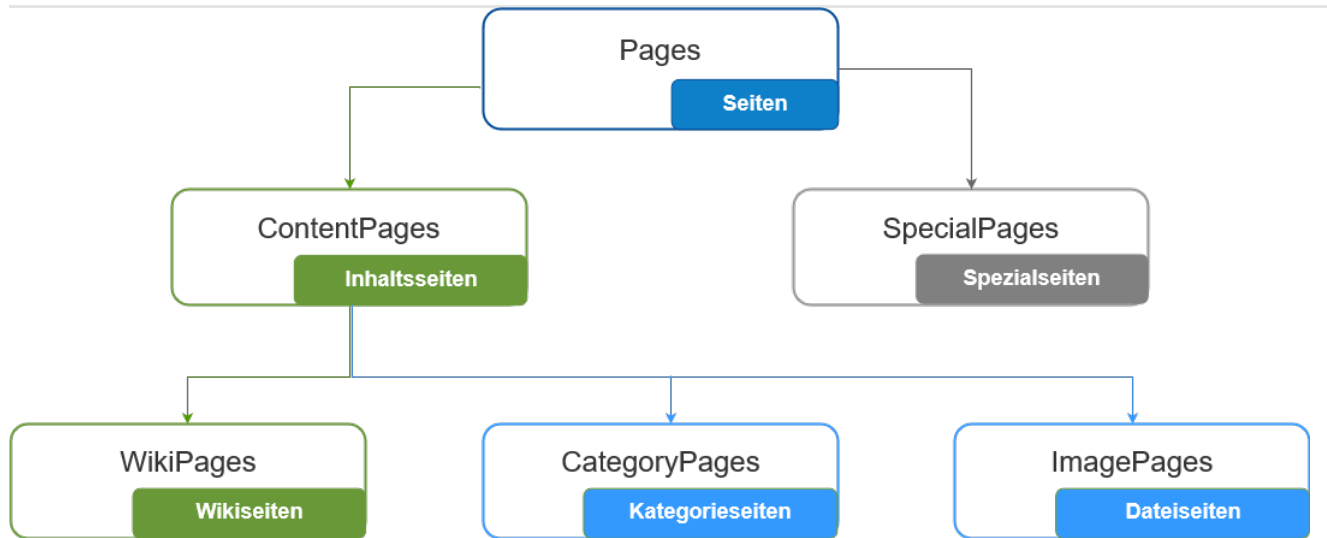 Pages
Seiten
ContentPages
Inhaltsseiten
SpecialPages
Spezialseiten
WikiPages
Wikiseiten
CategoryPages
Kategorieseiten
ImagePages
Dateiseiten